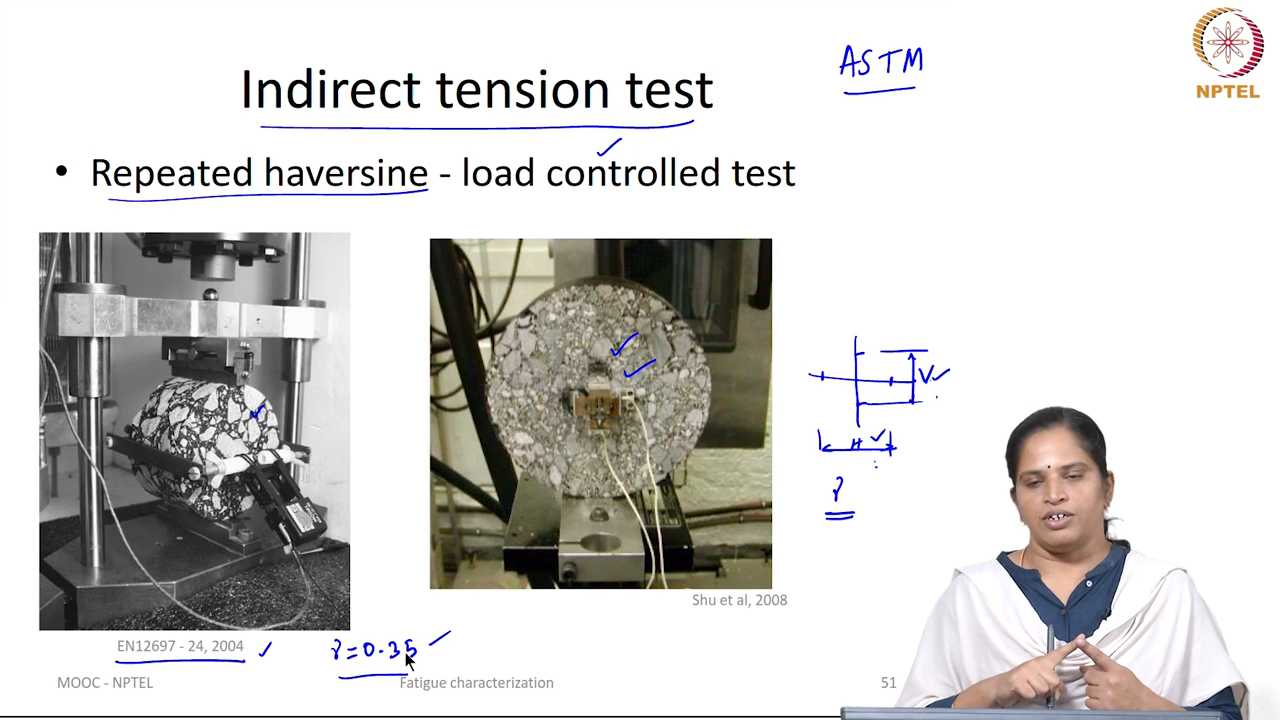 ASTM
NPTEL
Indirect tension test
• Repeated haversine - load controlled test
V
H
γ
Shu et al, 2008
EN12697 - 24, 2004
γ = 0.35
MOOC - NPTEL
Fatigue characterization
51